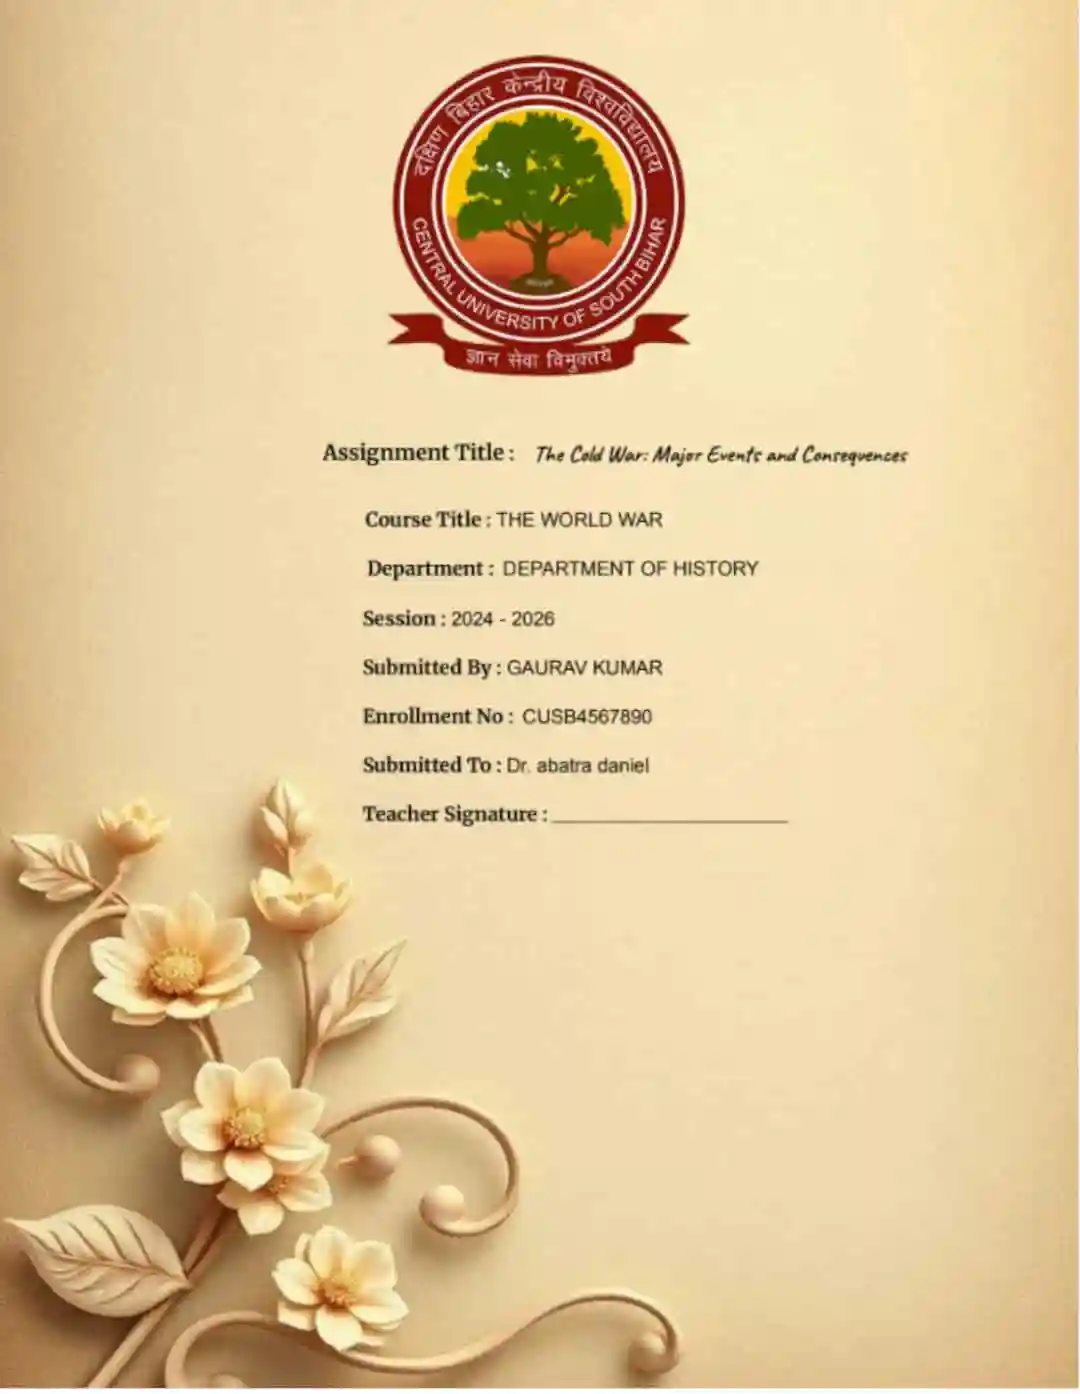 दक्षिण बिहार केन्द्रीय विश्वविद्यालय
CENTRAL UNIVERSITY OF SOUTH BIHAR
ज्ञान सेवा विमुक्तये
Assignment Title : The Cold War: Major Events and Consequences
Course Title : THE WORLD WAR
Department : DEPARTMENT OF HISTORY
Session : 2024 - 2026
Submitted By : GAURAV KUMAR
Enrollment No : CUSB4567890
Submitted To : Dr. abatra daniel
Teacher Signature : ____________________